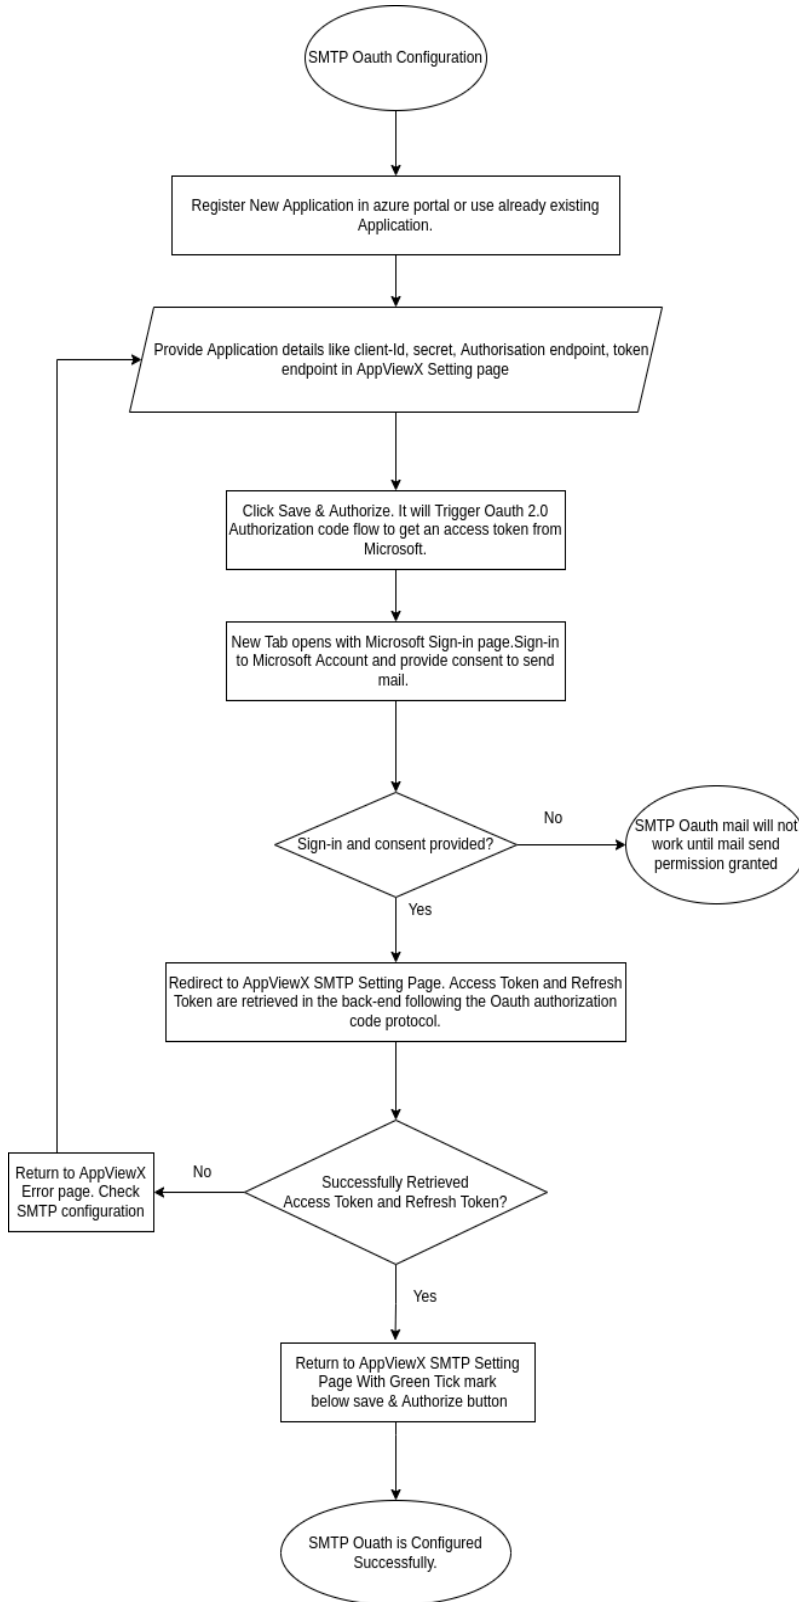 SMTP Oauth Configuration
Register New Application in azure portal or use already existing
Application.
Provide Application details like client-Id, secret, Authorisation endpoint, token
endpoint in AppViewX Setting page
Click Save & Authorize. It will Trigger Oauth 2.0
Authorization code flow to get an access token from
Microsoft.
New Tab opens with Microsoft Sign-in page.Sign-in
to Microsoft Account and provide consent to send
mail.
Sign-in and consent provided?
No
SMTP Oauth mail will not
work until mail send
permission granted
Yes
Redirect to AppViewX SMTP Setting Page. Access Token and Refresh
Token are retrieved in the back-end following the Oauth authorization
code protocol.
Successfully Retrieved
Access Token and Refresh Token?
No
Return to AppViewX
Error page. Check
SMTP configuration
Yes
Return to AppViewX SMTP Setting
Page With Green Tick mark
below save & Authorize button
SMTP Ouath is Configured
Successfully.